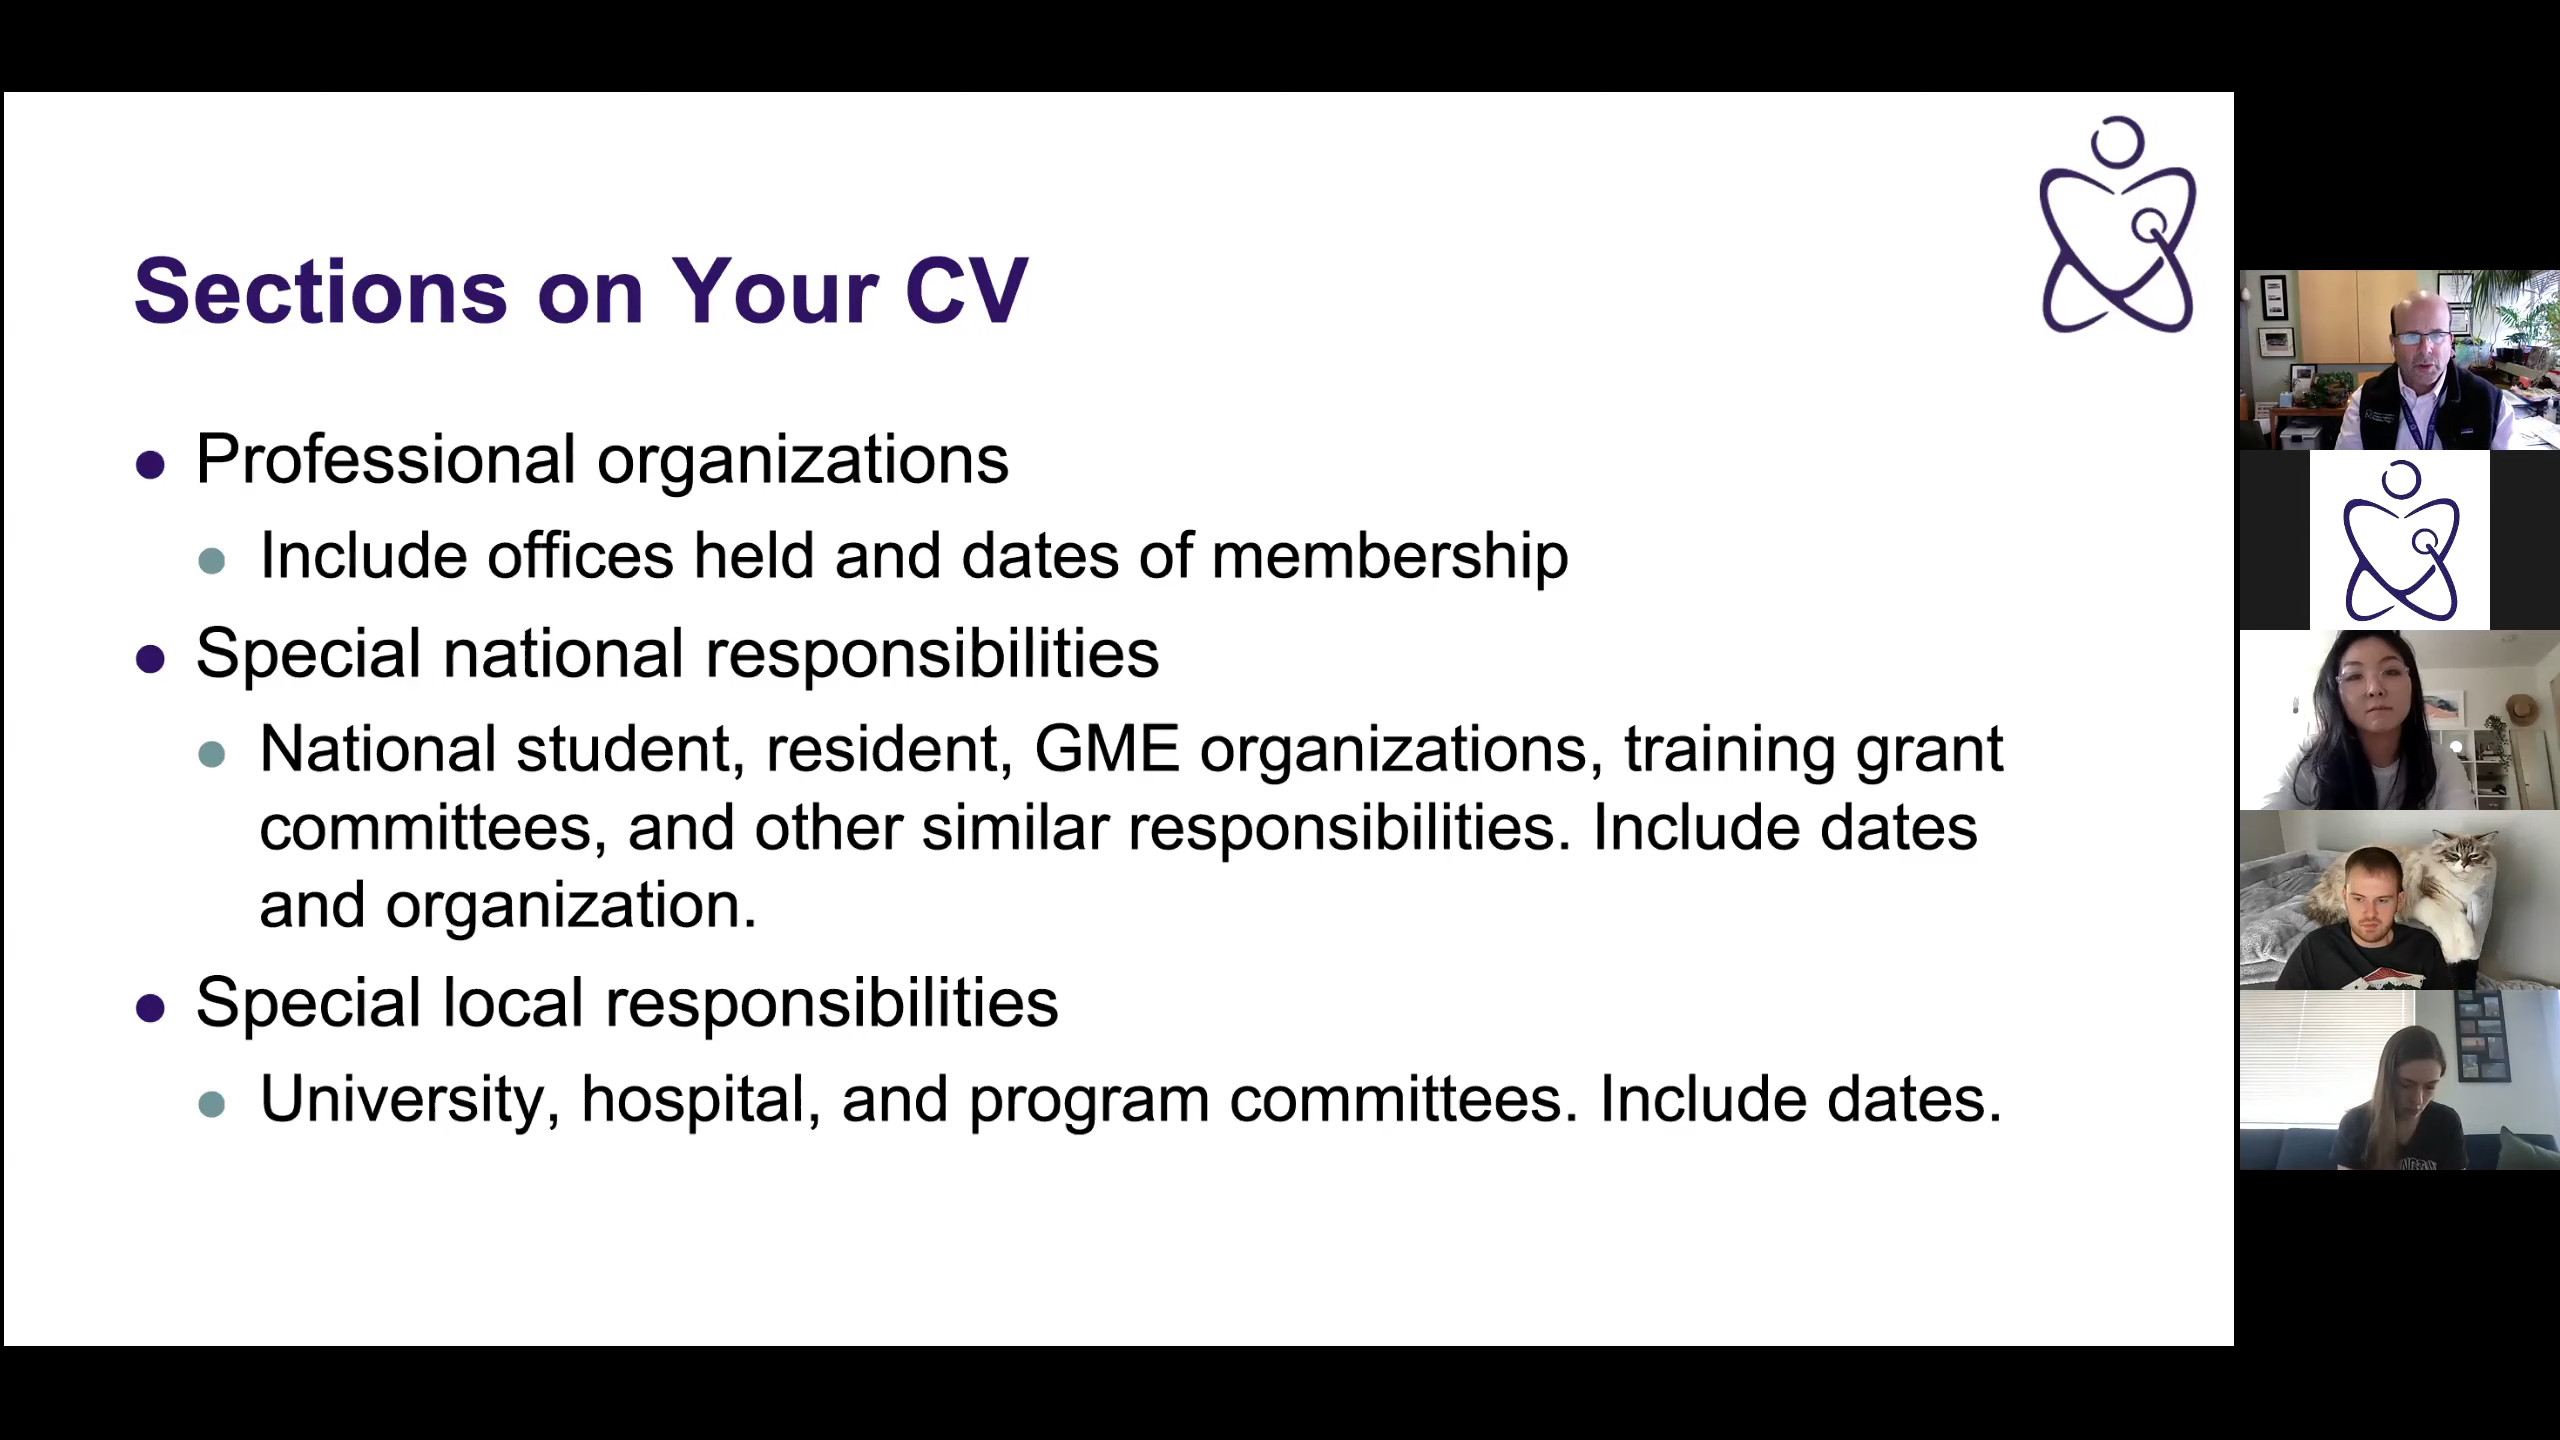 Sections on Your CV
Professional organizations
Include offices held and dates of membership
Special national responsibilities
National student, resident, GME organizations, training grant
committees, and other similar responsibilities. Include dates
and organization.
Special local responsibilities
University, hospital, and program committees. Include dates.